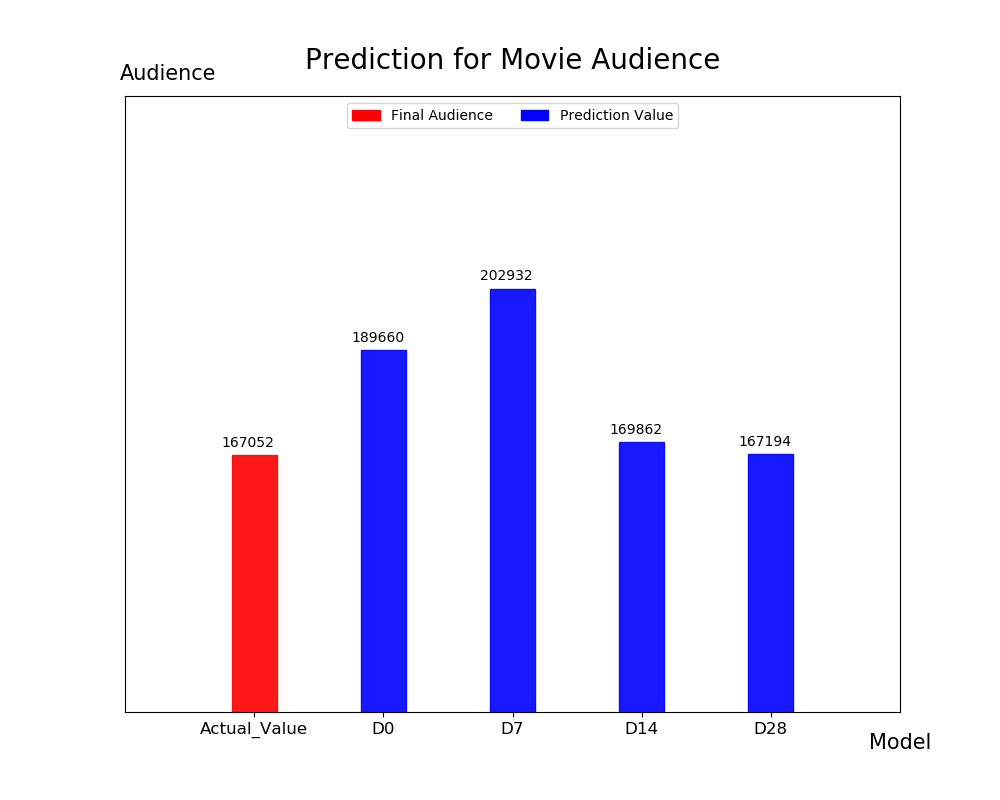 Prediction for Movie Audience
Audience
Final Audience
Prediction Value
202932
189660
169862
167194
167052
Actual_Value
D0
D7
D14
D28
Model